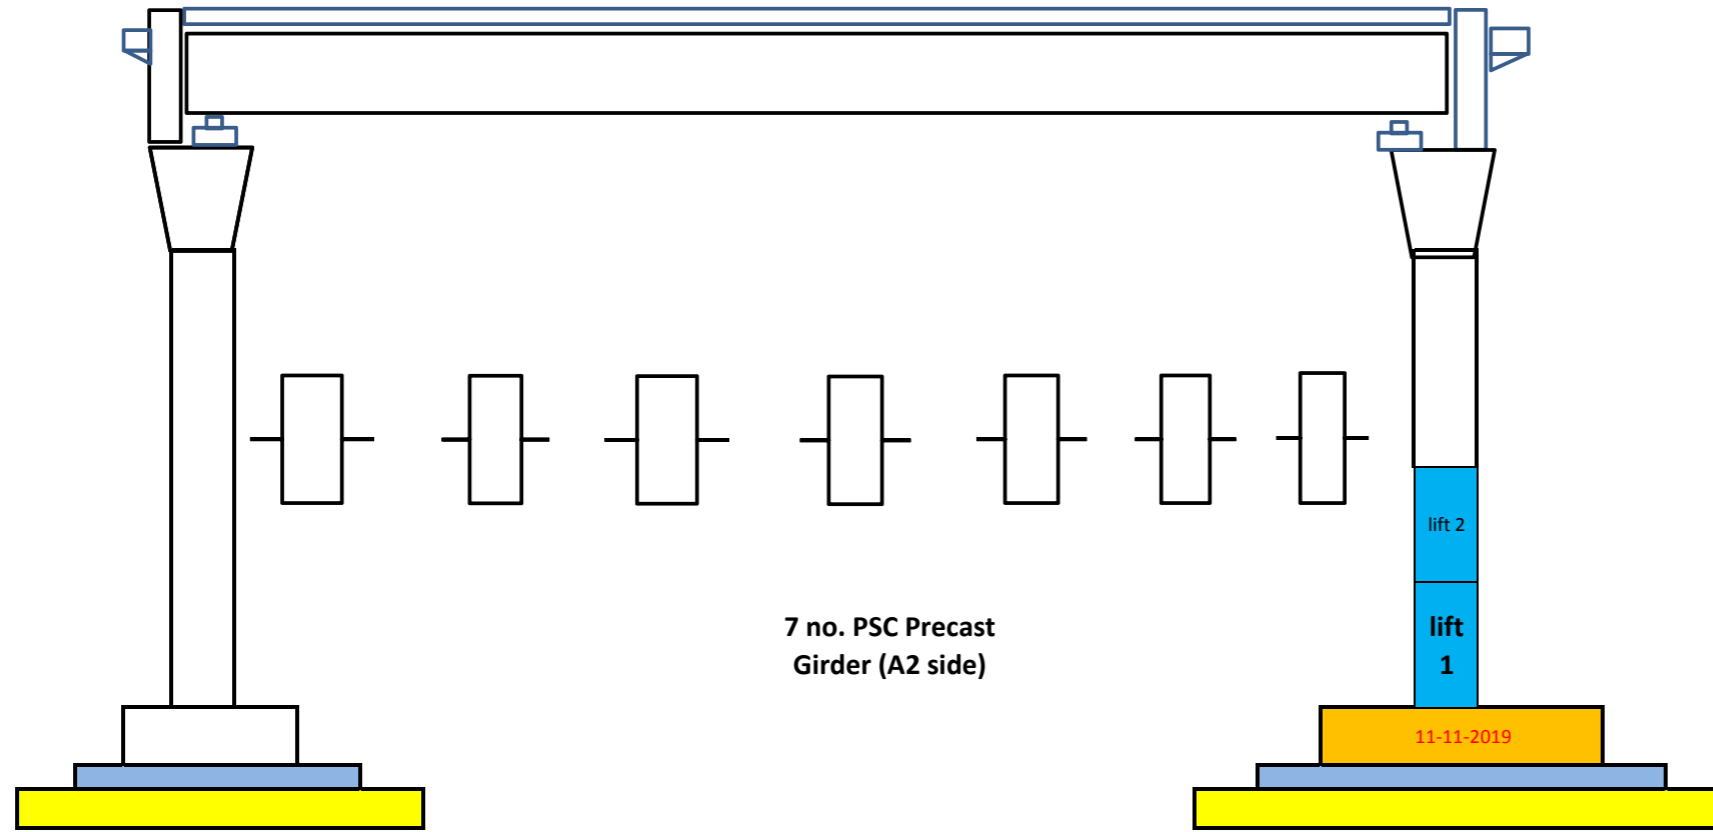 lift 2
7 no. PSC Precast
Girder (A2 side)
lift
1
11-11-2019